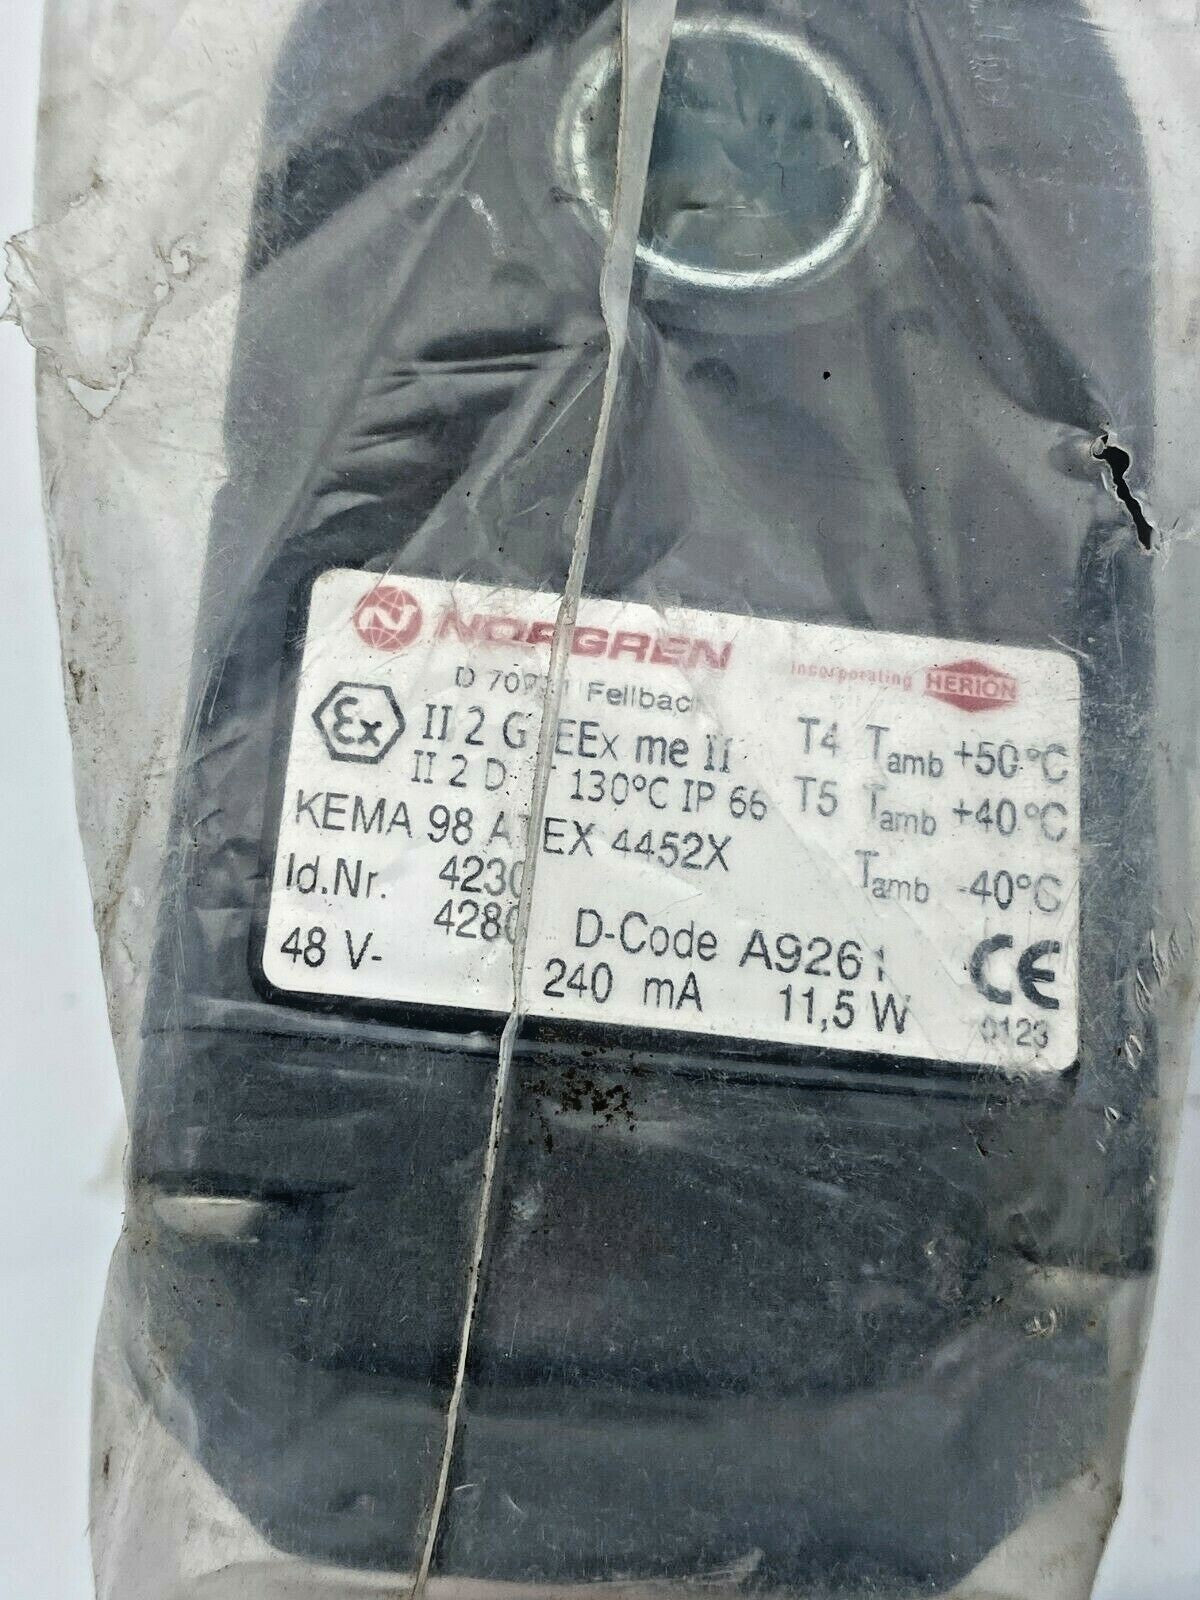 NORGREN
incorporating HERION
D Fellbach
Ex II 2 G EEx me II T4 Tamb +50°C
II 2 D 130°C IP 66 T5 Tamb +40°C
KEMA 98 ATEX 4452X Tamb -40°C
Id.Nr. 4230
4280 D-Code A9261 CE
48 V- 240 mA 11,5 W 0123